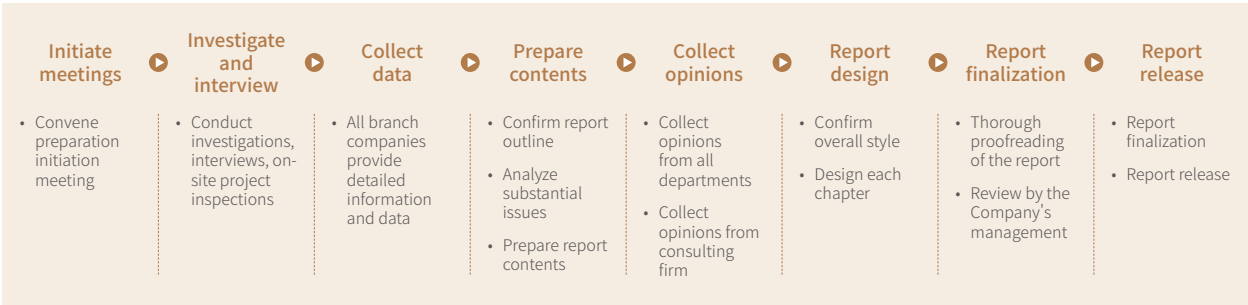 Initiate
meetings
Investigate
and
interview
Collect
data
Prepare
contents
Collect
opinions
Report
design
Report
finalization
Report
release
• Convene
preparation
initiation
meeting
• Conduct
investigations,
interviews, on-
site project
inspections
• All branch
companies
provide
detailed
information
and data
• Confirm report
outline
• Analyze
substantial
issues
• Prepare report
contents
• Collect
opinions
from all
departments
• Collect
opinions from
consulting
firm
• Confirm
overall style
• Design each
chapter
• Thorough
proofreading
of the report
• Review by the
Company's
management
• Report
finalization
• Report release